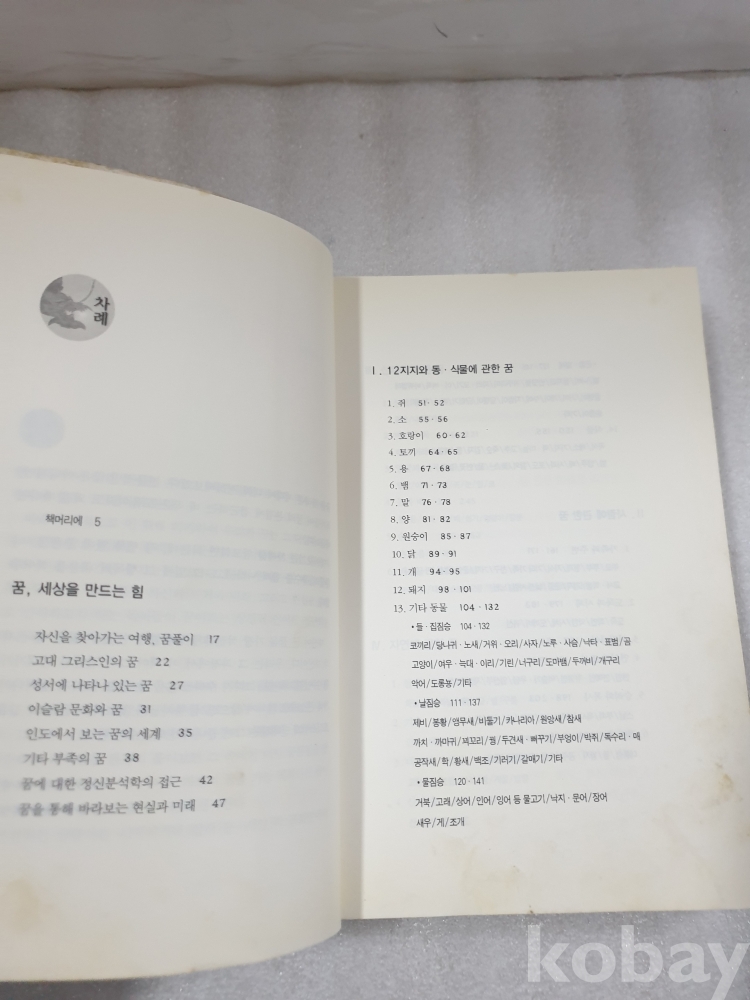 차례
책머리에 5
꿈, 세상을 만드는 힘
자신을 찾아가는 여행, 꿈풀이 17
고대 그리스인의 꿈 22
성서에 나타나 있는 꿈 27
이슬람 문화와 꿈 31
인도에서 보는 꿈의 세계 35
기타 부족의 꿈 38
꿈에 대한 정신분석학의 접근 42
꿈을 통해 바라보는 현실과 미래 47
Ⅰ. 12지지와 동·식물에 관한 꿈
1. 쥐 51·52
2. 소 55·56
3. 호랑이 60·62
4. 토끼 64·65
5. 용 67·68
6. 뱀 71·73
7. 말 76·78
8. 양 81·82
9. 원숭이 85·87
10. 닭 89·91
11. 개 94·95
12. 돼지 98·101
13. 기타 동물 104·132
•들·집짐승 104·132
코끼리/당나귀·노새/거위·오리/사자/노루·사슴/낙타·표범/곰
고양이/여우·늑대·이리/기린/너구리/도마뱀/두꺼비/개구리
악어/도롱뇽/기타
•날짐승 111·137
제비/봉황/앵무새/비둘기/카나리아/원앙새/참새
까치·까마귀/꾀꼬리/꿩/두견새·뻐꾸기/부엉이/박쥐/독수리·매
공작새/학/황새/백조/기러기/갈매기/기타
•물짐승 120·141
거북/고래/상어/인어/잉어 등 물고기/낙지·문어/장어
새우/게/조개
kobay